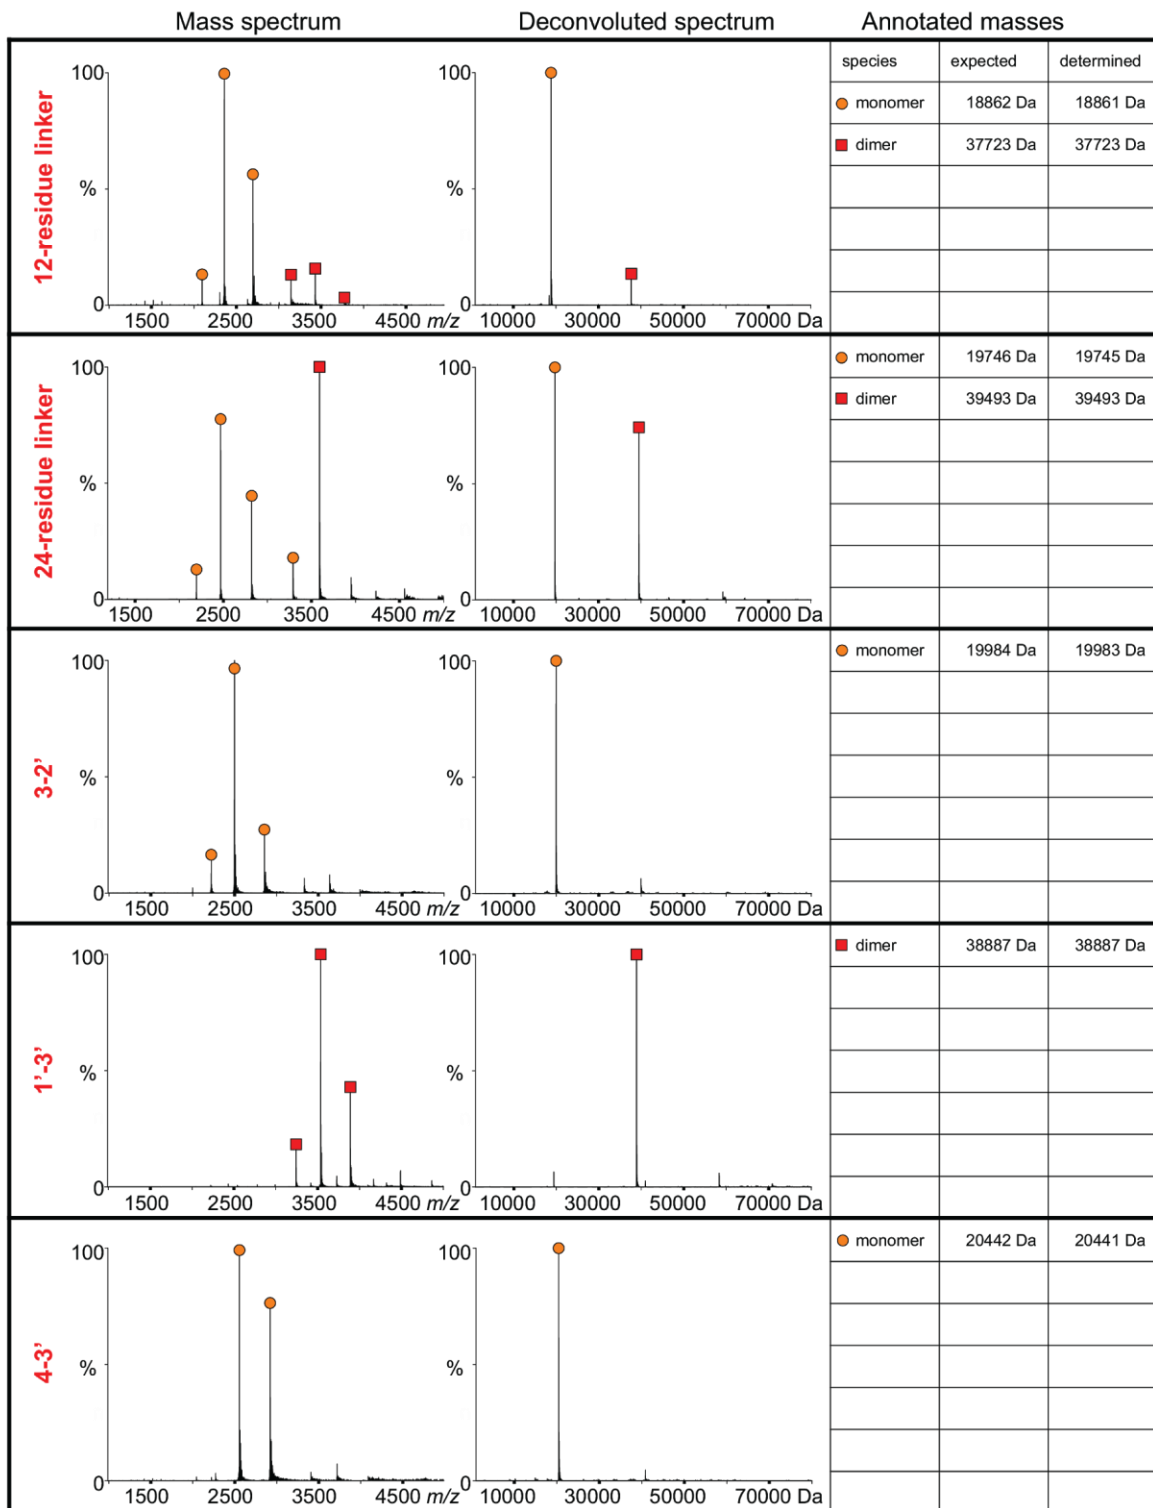 Mass spectrum Deconvoluted spectrum Annotated masses
12-residue linker
100
%
0
1500 2500 3500 4500 m/z
100
%
0
10000 30000 50000 70000 Da
species expected determined
monomer 18862 Da 18861 Da
dimer 37723 Da 37723 Da
24-residue linker
100
%
0
1500 2500 3500 4500 m/z
100
%
0
10000 30000 50000 70000 Da
monomer 19746 Da 19745 Da
dimer 39493 Da 39493 Da
3-2'
100
%
0
1500 2500 3500 4500 m/z
100
%
0
10000 30000 50000 70000 Da
monomer 19984 Da 19983 Da
1'-3'
100
%
0
1500 2500 3500 4500 m/z
100
%
0
10000 30000 50000 70000 Da
dimer 38887 Da 38887 Da
4-3'
100
%
0
1500 2500 3500 4500 m/z
100
%
0
10000 30000 50000 70000 Da
monomer 20442 Da 20441 Da